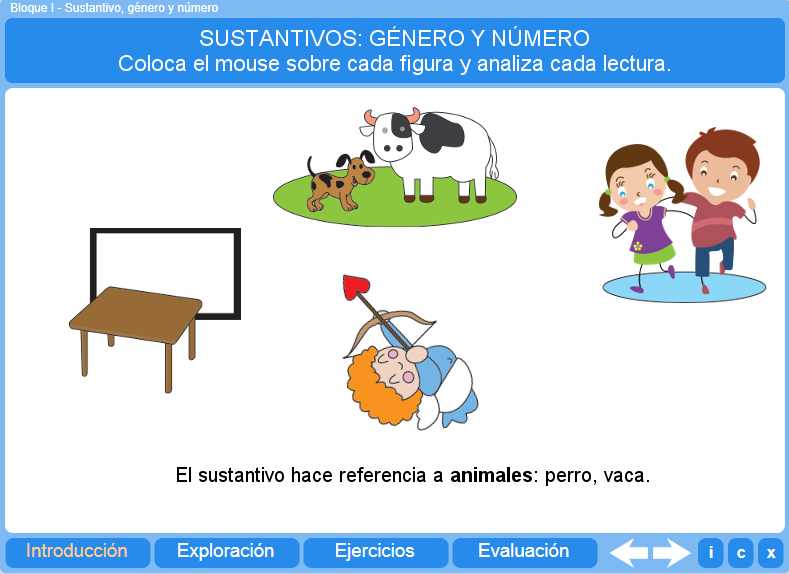 Bloque I - Sustantivo, género y número
SUSTANTIVOS: GÉNERO Y NÚMERO
Coloca el mouse sobre cada figura y analiza cada lectura.
El sustantivo hace referencia a animales: perro, vaca.
Introducción
Exploración
Ejercicios
Evaluación
i
c
x